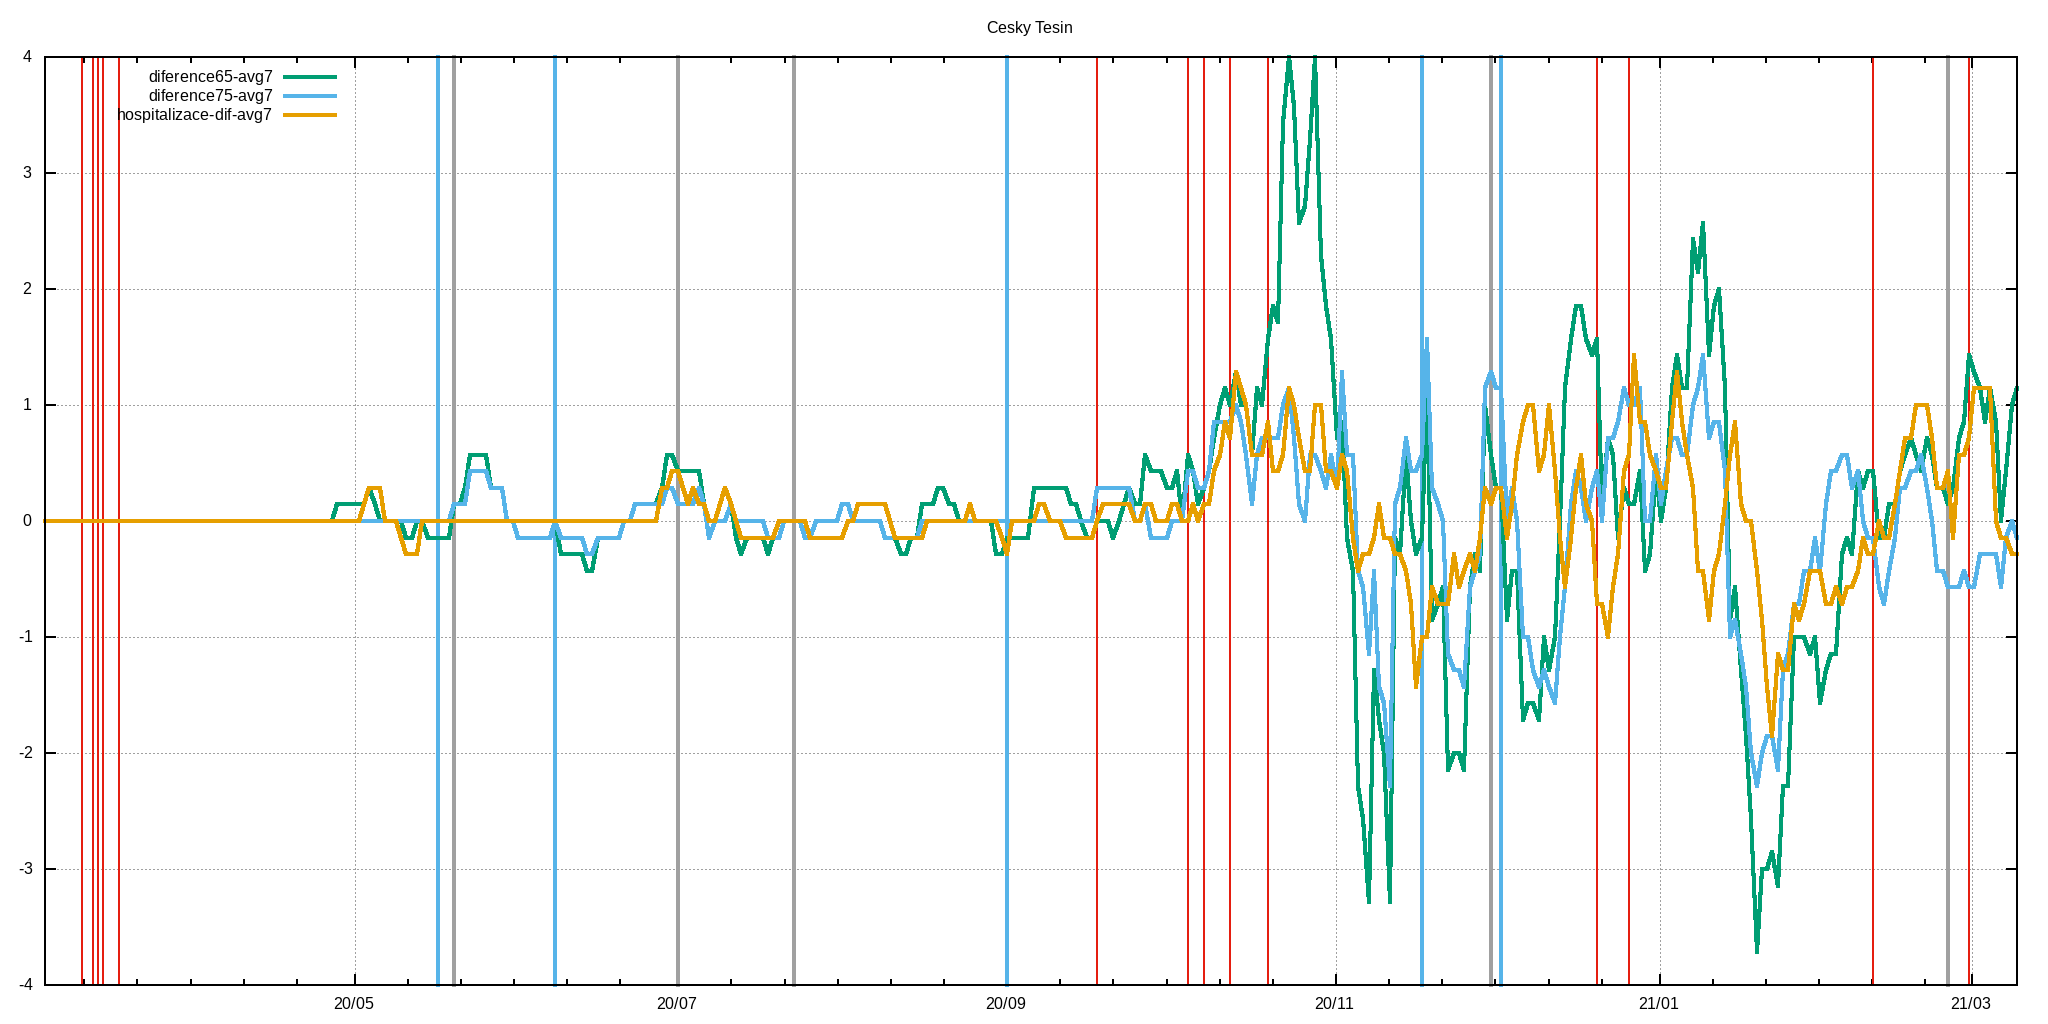 Cesky Tesin
diference65-avg7
diference75-avg7
hospitalizace-dif-avg7
4
3
2
1
0
-1
-2
-3
-4
20/05 20/07 20/09 20/11 21/01 21/03